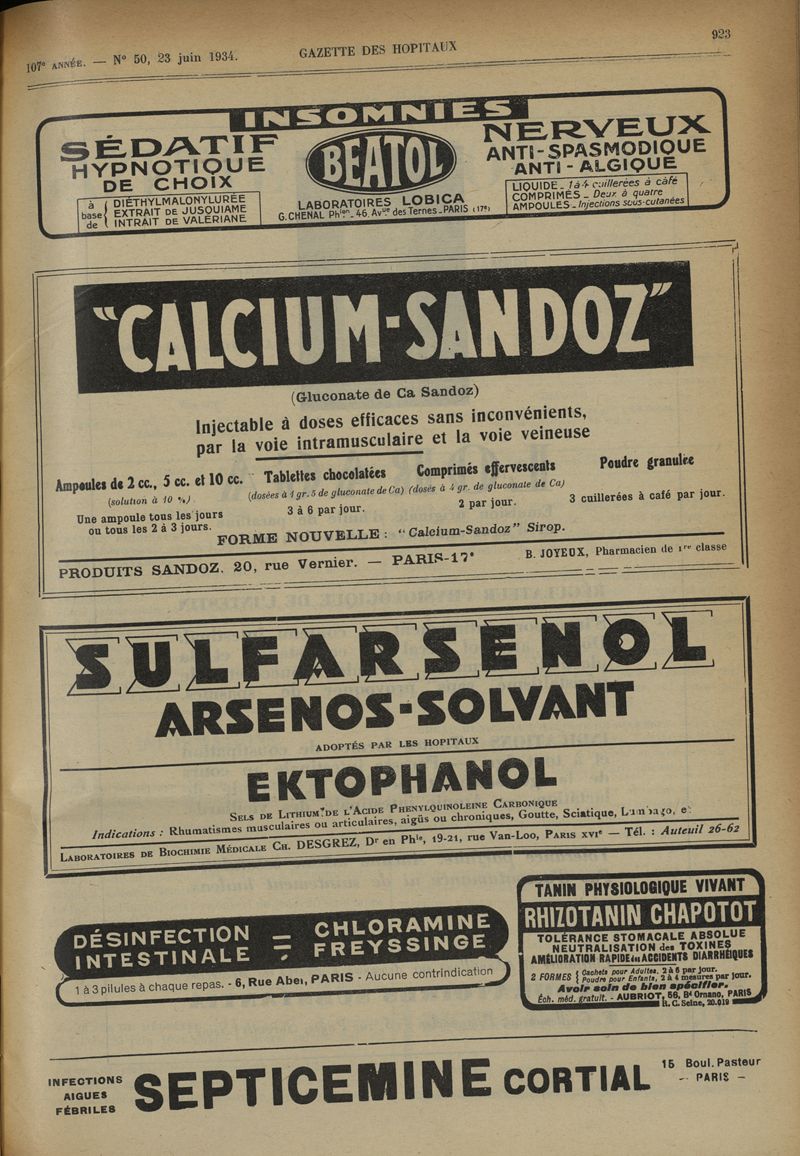 107e ANNÉE. — N° 50, 23 juin 1934.
GAZETTE DES HOPITAUX
923
INSOMNIES
SÉDATIF
HYPNOTIQUE
DE CHOIX
à base de
DIÉTHYLMALONYLURÉE
EXTRAIT DE JUSQUIAME
INTRAIT DE VALÉRIANE
BEATOL
LABORATOIRES LOBICA
G. CHENAL Phien_46, Avue des Ternes_PARIS (17e)
NERVEUX
ANTI-SPASMODIQUE
ANTI-ALGIQUE
LIQUIDE_1à4 cuillerées à café
COMPRIMÉS_Deux à quatre
AMPOULES_Injections sous-cutanées
"CALCIUM-SANDOZ"
(Gluconate de Ca Sandoz)
Injectable à doses efficaces sans inconvénients,
par la voie intramusculaire et la voie veineuse
Ampoules de 2 cc., 5 cc. et 10 cc.
(solution à 10 %)
Une ampoule tous les jours
ou tous les 2 à 3 jours.
Tablettes chocolatées
(dosées à 1 gr. 5 de gluconate de Ca)
3 à 6 par jour.
Comprimés effervescents
(dosés à 4 gr. de gluconate de Ca)
2 par jour.
Poudre granulée
3 cuillerées à café par jour.
FORME NOUVELLE : "Calcium-Sandoz" Sirop.
PRODUITS SANDOZ, 20, rue Vernier. — PARIS-17e
B. JOYEUX, Pharmacien de 1re classe
SULFARSENOL
ARSENOS-SOLVANT
ADOPTÉS PAR LES HOPITAUX
EKTOPHANOL
SELS DE LITHIUM DE L'ACIDE PHENYLQUINOLEINE CARBONIQUE
Indications : Rhumatismes musculaires ou articulaires, aigüs ou chroniques, Goutte, Sciatique, Lumbago, e
LABORATOIRES DE BIOCHIMIE MÉDICALE CH. DESGREZ, Dr en Phie, 19-21, rue Van-Loo, PARIS XVIe — Tél. : Auteuil 26-62
DÉSINFECTION
INTESTINALE
=
CHLORAMINE
FREYSSINGE
1 à 3 pilules à chaque repas. - 6, Rue Abel, PARIS - Aucune contrindication
TANIN PHYSIOLOGIQUE VIVANT
RHIZOTANIN CHAPOTOT
TOLÉRANCE STOMACALE ABSOLUE
NEUTRALISATION des TOXINES
AMÉLIORATION RAPIDE des ACCIDENTS DIARRHÉIQUES
2 FORMES
Cachets pour Adultes, 2 à 6 par jour.
Poudre pour Enfants, 2 à 4 mesures par jour.
Avoir soin de bien spécifier.
Éch. méd. gratuit. - AUBRIOT, 56, Bd Ornano, PARIS
R. C. Seine, 20.019
INFECTIONS
AIGUES
FÉBRILES
SEPTICEMINE CORTIAL
15 Boul. Pasteur
-- PARIS --